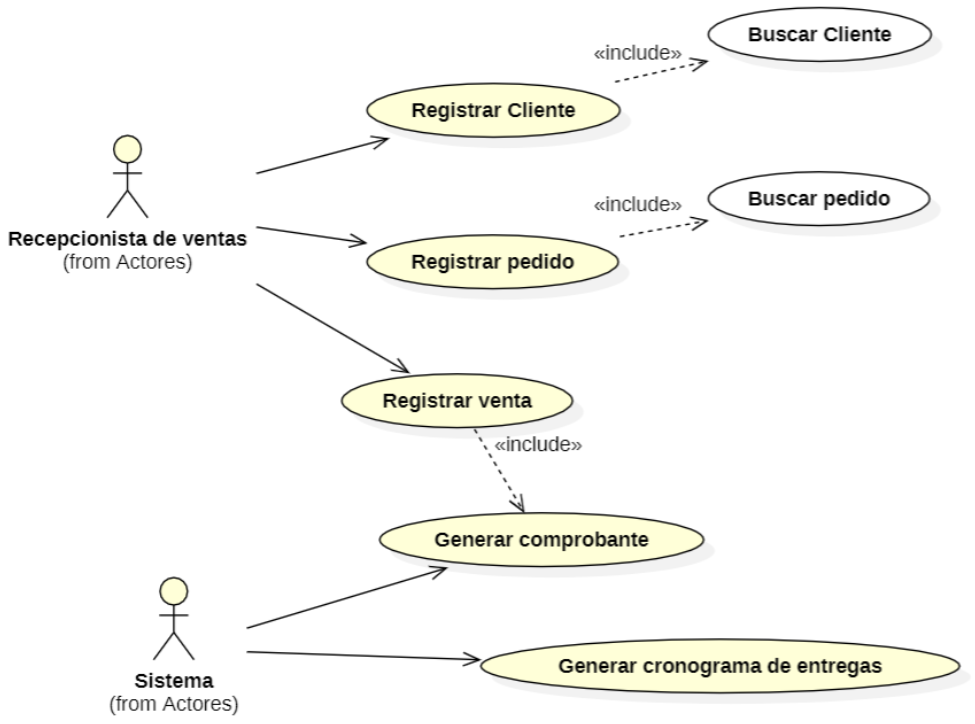 Buscar Cliente
«include»
Registrar Cliente
Buscar pedido
«include»
Recepcionista de ventas
(from Actores)
Registrar pedido
Registrar venta
«include»
Generar comprobante
Generar cronograma de entregas
Sistema
(from Actores)